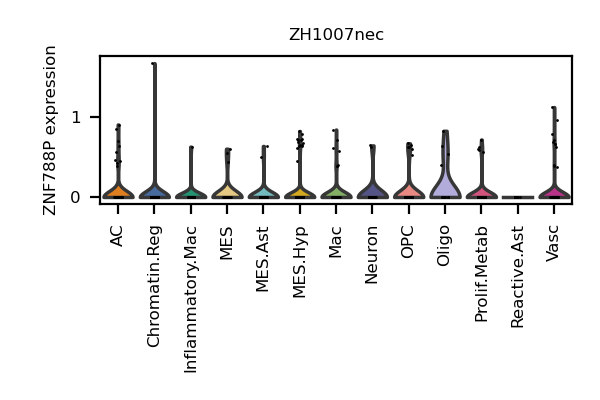 ZH1007nec
ZNF788P expression
1
0
AC
Chromatin.Reg
Inflammatory.Mac
MES
MES.Ast
MES.Hyp
Mac
Neuron
OPC
Oligo
Prolif.Metab
Reactive.Ast
Vasc